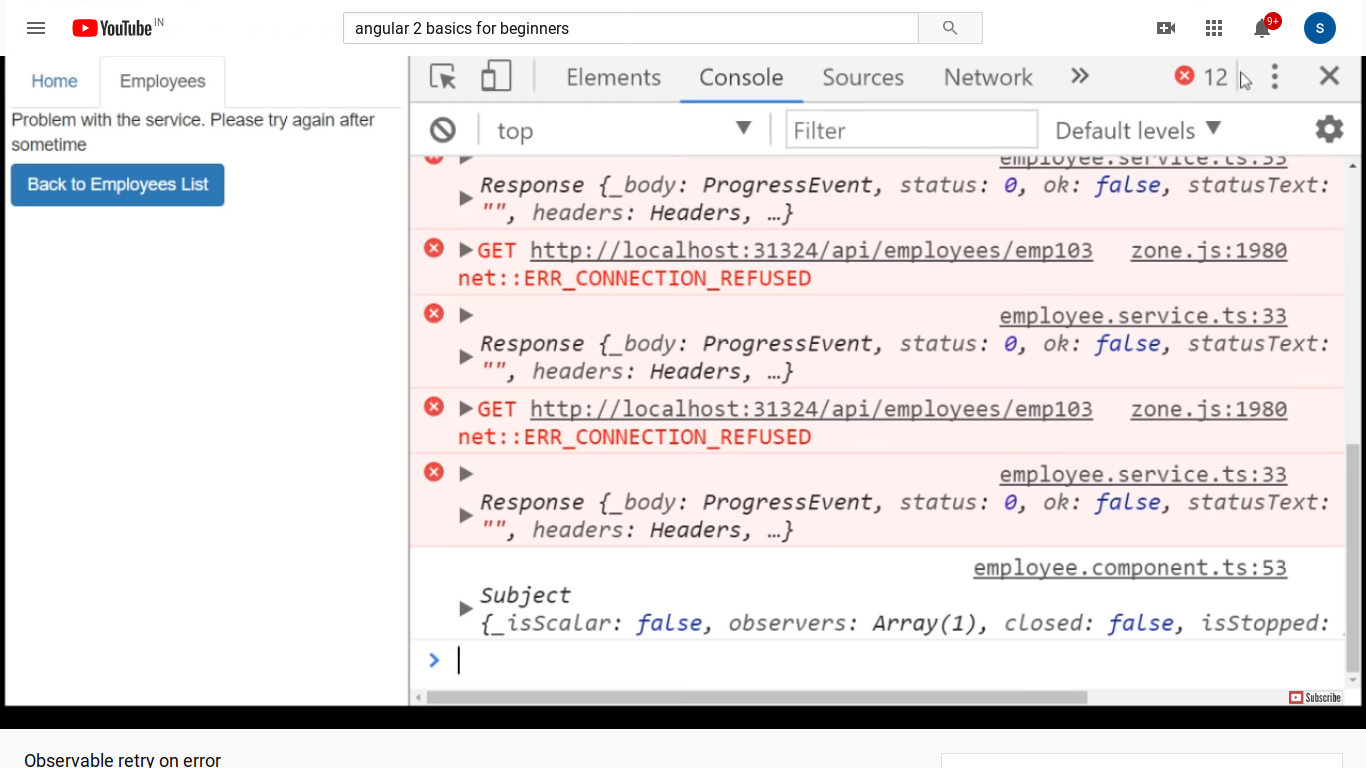 YouTube IN
angular 2 basics for beginners
9+
S
Home Employees
Problem with the service. Please try again after
sometime
Back to Employees List
Elements Console Sources Network » 12
top Filter Default levels
employee.service.ts:33
Response {_body: ProgressEvent, status: 0, ok: false, statusText:
"", headers: Headers, …}
GET http://localhost:31324/api/employees/emp103 zone.js:1980
net::ERR_CONNECTION_REFUSED
employee.service.ts:33
Response {_body: ProgressEvent, status: 0, ok: false, statusText:
"", headers: Headers, …}
GET http://localhost:31324/api/employees/emp103 zone.js:1980
net::ERR_CONNECTION_REFUSED
employee.service.ts:33
Response {_body: ProgressEvent, status: 0, ok: false, statusText:
"", headers: Headers, …}
employee.component.ts:53
Subject
{_isScalar: false, observers: Array(1), closed: false, isStopped:
>
Subscribe
Observable retry on error